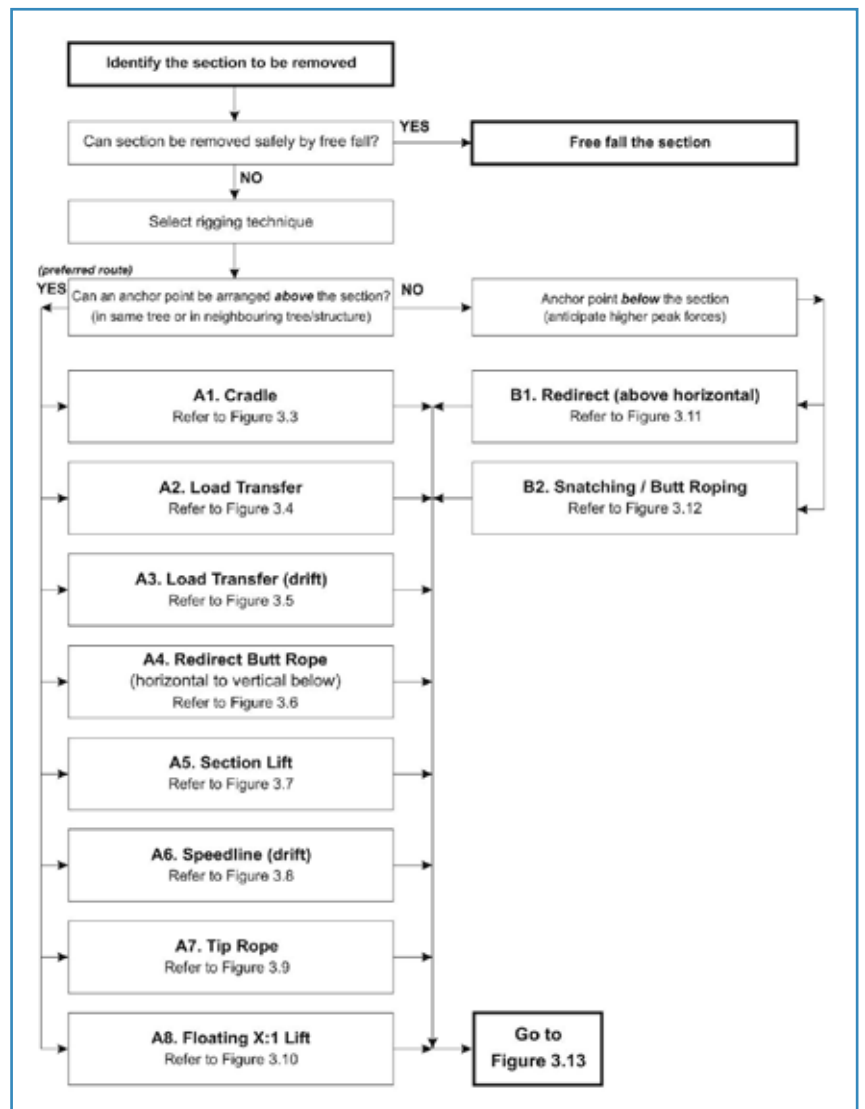 Identify the section to be removed
Can section be removed safely by free fall?
YES
Free fall the section
NO
Select rigging technique
(preferred route)
YES
Can an anchor point be arranged above the section?
(in same tree or in neighbouring tree/structure)
NO
Anchor point below the section
(anticipate higher peak forces)
A1. Cradle
Refer to Figure 3.3
B1. Redirect (above horizontal)
Refer to Figure 3.11
A2. Load Transfer
Refer to Figure 3.4
B2. Snatching / Butt Roping
Refer to Figure 3.12
A3. Load Transfer (drift)
Refer to Figure 3.5
A4. Redirect Butt Rope
(horizontal to vertical below)
Refer to Figure 3.6
A5. Section Lift
Refer to Figure 3.7
A6. Speedline (drift)
Refer to Figure 3.8
A7. Tip Rope
Refer to Figure 3.9
A8. Floating X:1 Lift
Refer to Figure 3.10
Go to
Figure 3.13